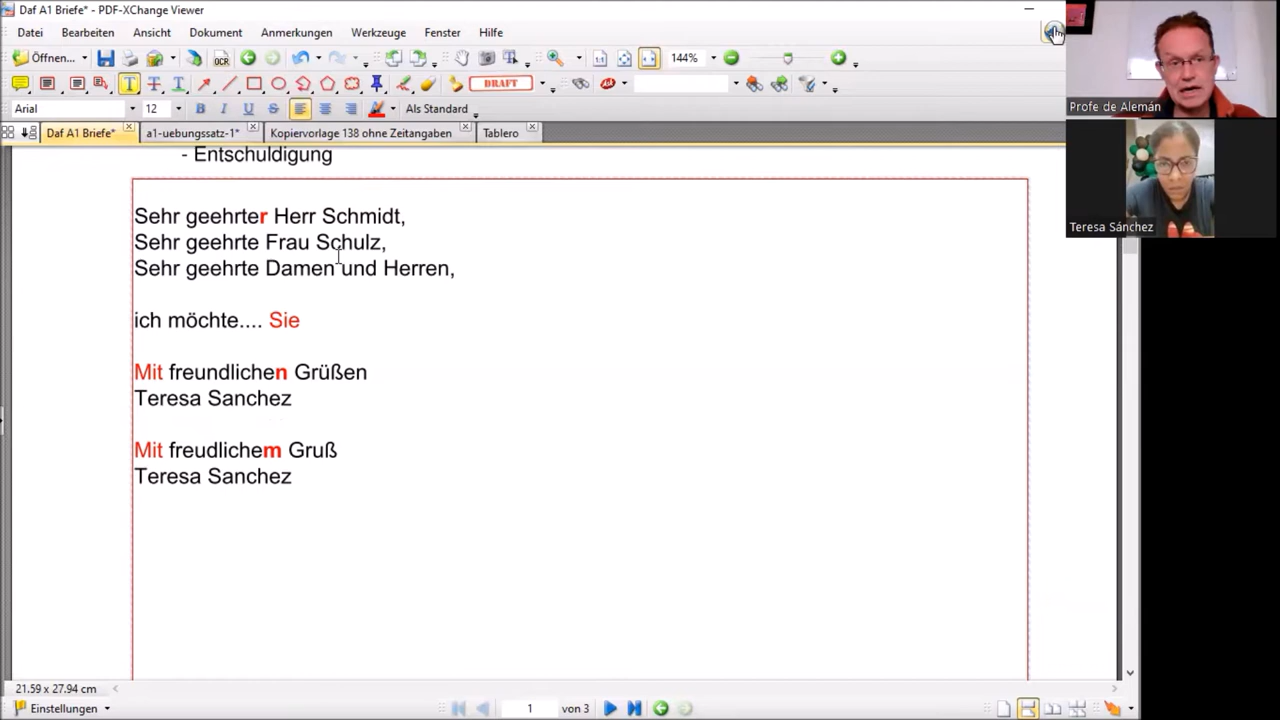 Daf A1 Briefe* - PDF-XChange Viewer
Datei Bearbeiten Ansicht Dokument Anmerkungen Werkzeuge Fenster Hilfe
Öffnen... OCR 144%
DRAFT
Arial 12 Als Standard
Daf A1 Briefe* a1-uebungssatz-1* Kopiervorlage 138 ohne Zeitangaben Tablero
- Entschuldigung
Sehr geehrter Herr Schmidt,
Sehr geehrte Frau Schulz,
Sehr geehrte Damen und Herren,
ich möchte.... Sie
Mit freundlichen Grüßen
Teresa Sanchez
Mit freudlichem Gruß
Teresa Sanchez
21.59 x 27.94 cm
Einstellungen 1 von 3
Profe de Alemán
Teresa Sánchez